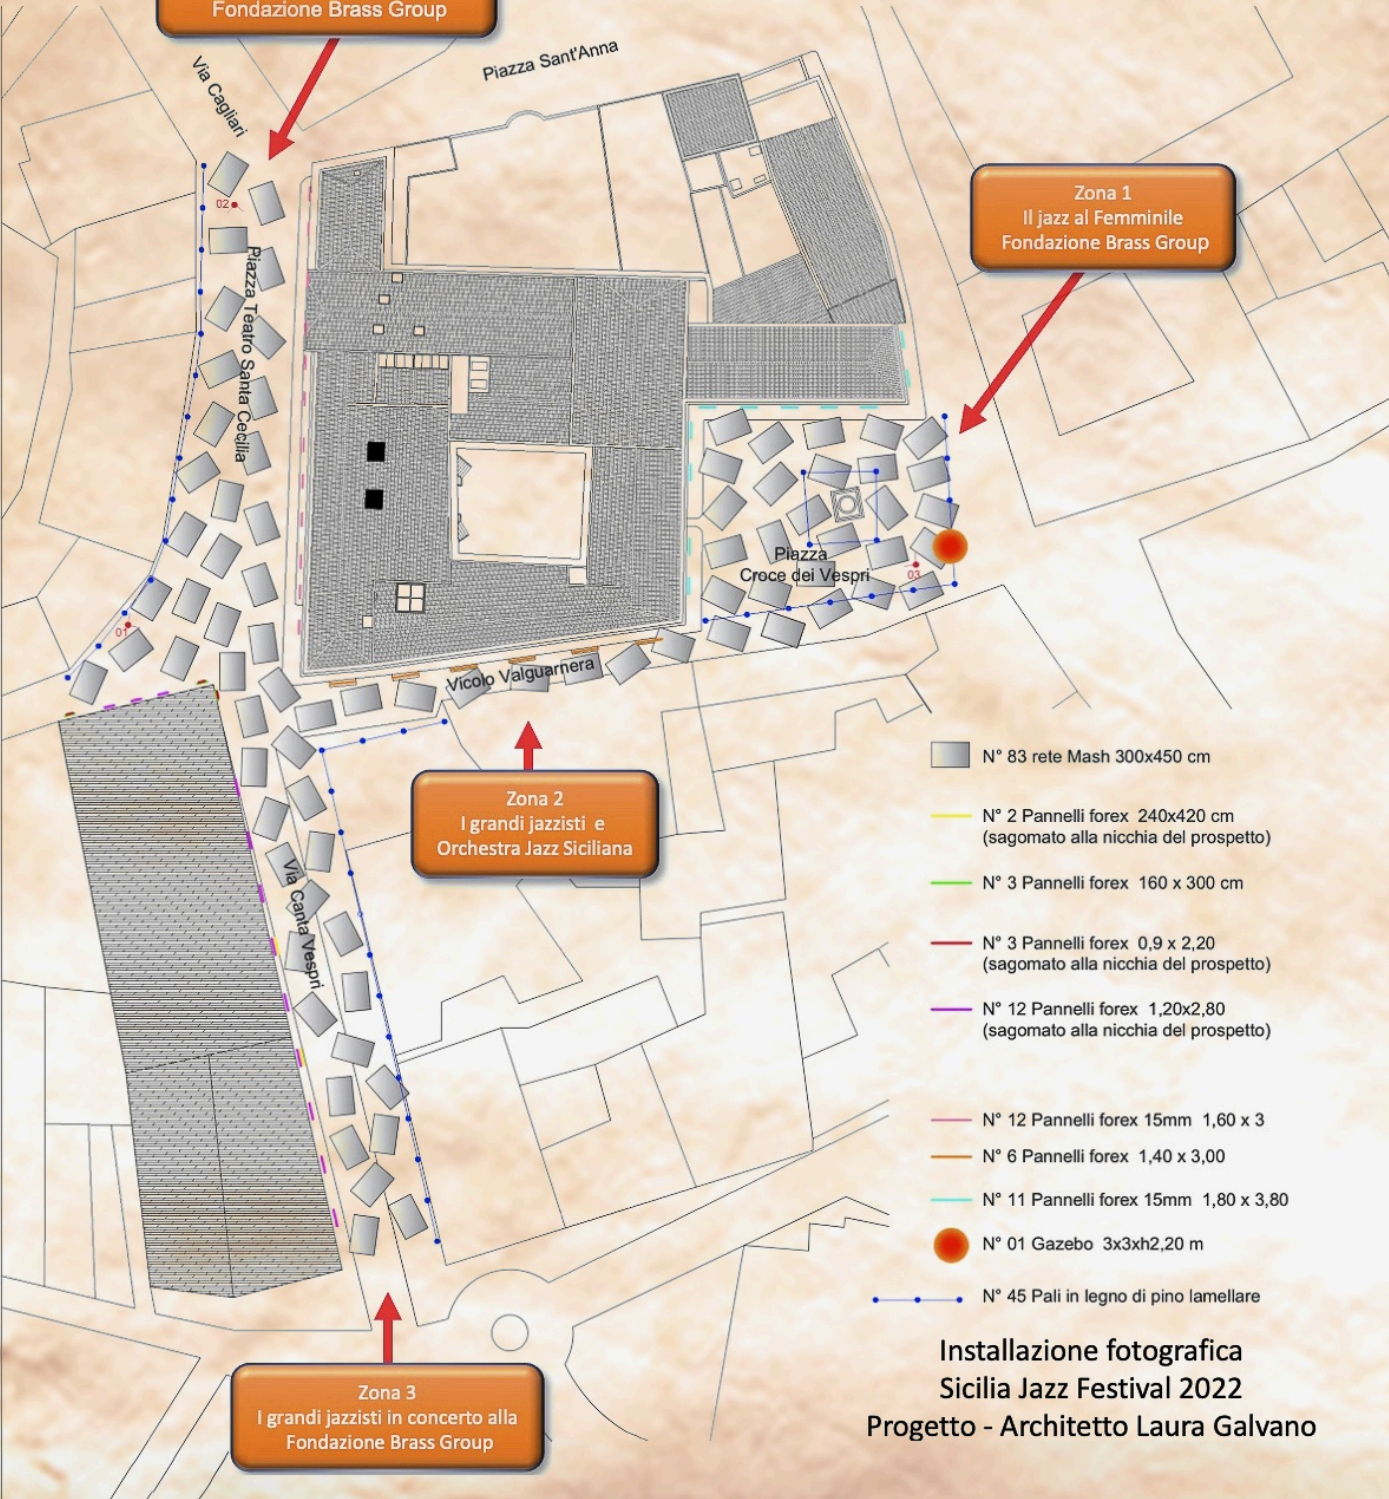 Fondazione Brass Group
Via Cagliari
Piazza Sant'Anna
02
Piazza Teatro Santa Cecilia
Zona 1
Il jazz al Femminile
Fondazione Brass Group
Piazza
Croce dei Vespri
03
01
Vicolo Valguarnera
Zona 2
I grandi jazzisti e
Orchestra Jazz Siciliana
Via Canta Vespri
N° 83 rete Mash 300x450 cm
N° 2 Pannelli forex 240x420 cm
(sagomato alla nicchia del prospetto)
N° 3 Pannelli forex 160 x 300 cm
N° 3 Pannelli forex 0,9 x 2,20
(sagomato alla nicchia del prospetto)
N° 12 Pannelli forex 1,20x2,80
(sagomato alla nicchia del prospetto)
N° 12 Pannelli forex 15mm 1,60 x 3
N° 6 Pannelli forex 1,40 x 3,00
N° 11 Pannelli forex 15mm 1,80 x 3,80
N° 01 Gazebo 3x3xh2,20 m
N° 45 Pali in legno di pino lamellare
Installazione fotografica
Sicilia Jazz Festival 2022
Progetto - Architetto Laura Galvano
Zona 3
I grandi jazzisti in concerto alla
Fondazione Brass Group